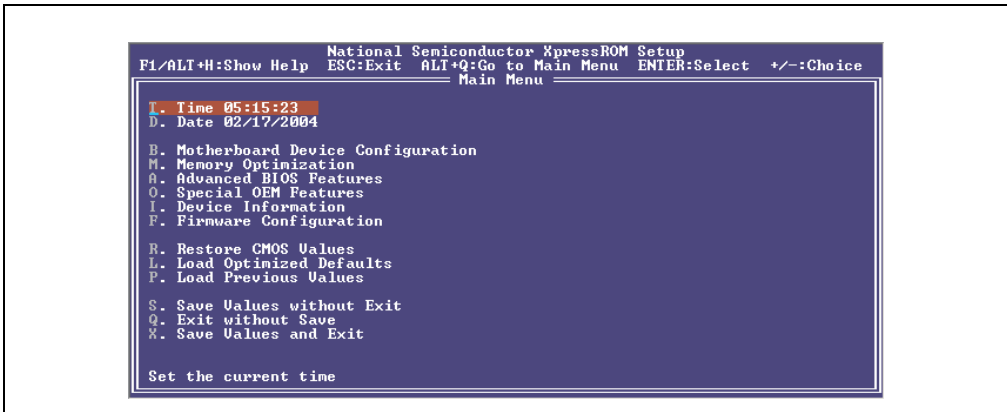 National Semiconductor XpressROM Setup
F1/ALT+H:Show Help ESC:Exit ALT+Q:Go to Main Menu ENTER:Select +/-:Choice
Main Menu
T. Time 05:15:23
D. Date 02/17/2004
B. Motherboard Device Configuration
M. Memory Optimization
A. Advanced BIOS Features
O. Special OEM Features
I. Device Information
F. Firmware Configuration
R. Restore CMOS Values
L. Load Optimized Defaults
P. Load Previous Values
S. Save Values without Exit
Q. Exit without Save
X. Save Values and Exit
Set the current time